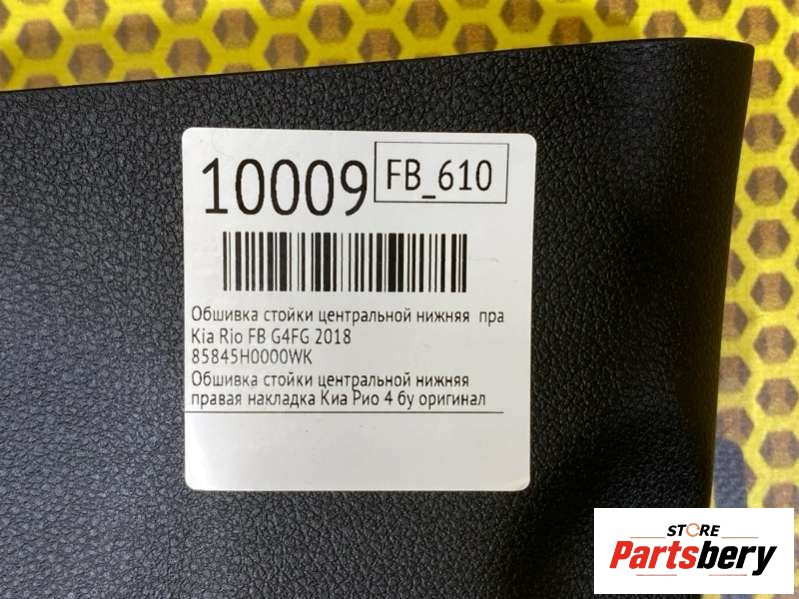 10009
FB_610
Обшивка стойки центральной нижняя пра
Kia Rio FB G4FG 2018
85845H0000WK
Обшивка стойки центральной нижняя
правая накладка Киа Рио 4 бу оригинал
STORE
Partsbery